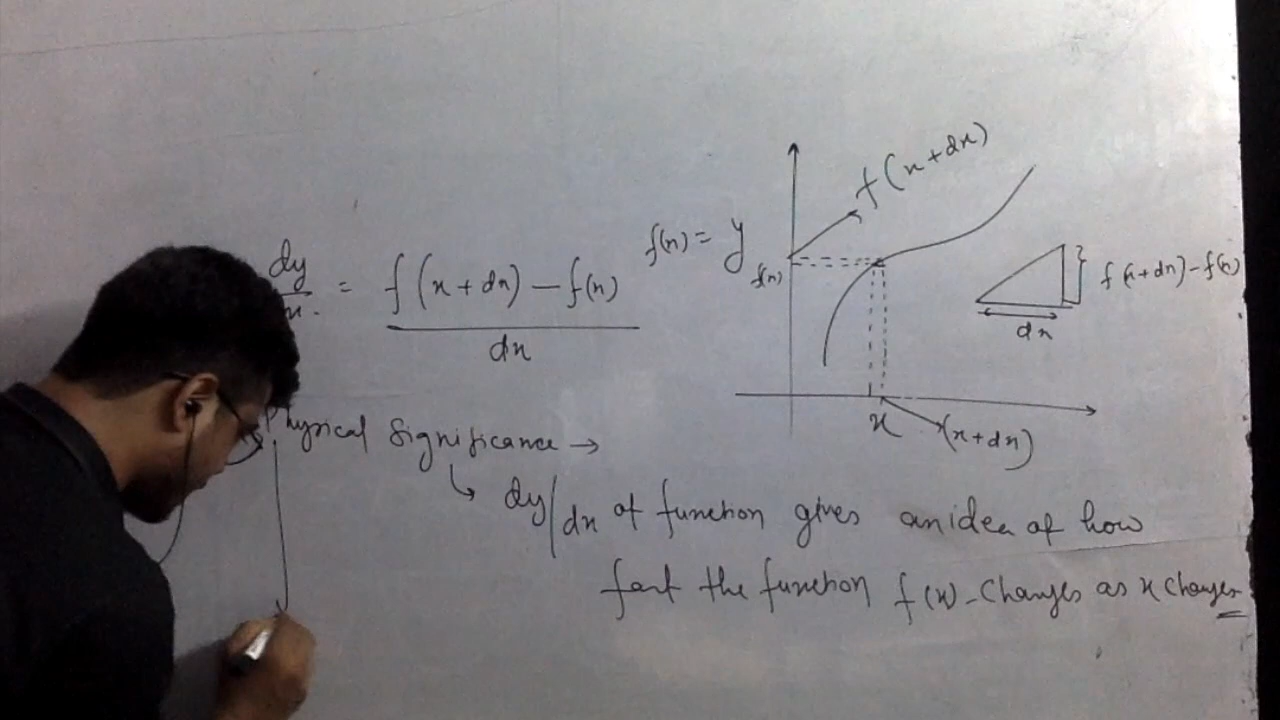 dy/dx = f(x+dx) - f(x)
dx
f(x) = y
f(x+dx)
f(x)
x
(x+dx)
f(x+dx) - f(x)
dx
Physical Significance →
↳ dy/dx of function gives an idea of how
fast the function f(x) - Changes as x Changes